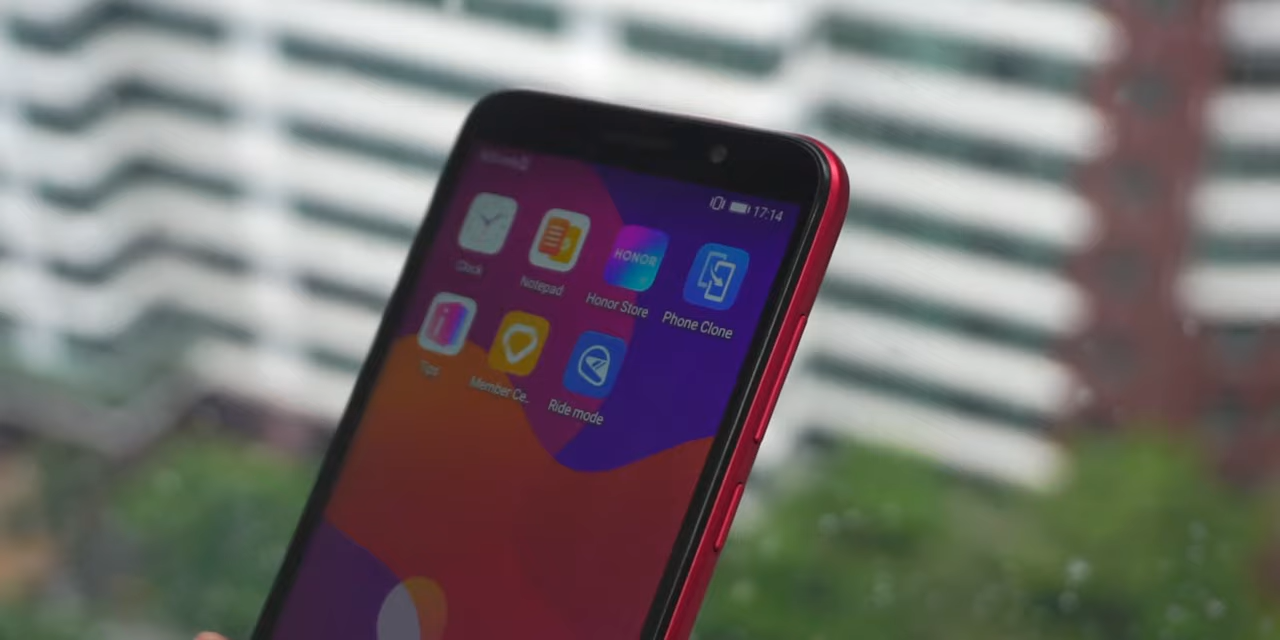 17:14
Clock
Notepad
HONOR
Honor Store
Phone Clone
Tips
Member Ce..
Ride mode